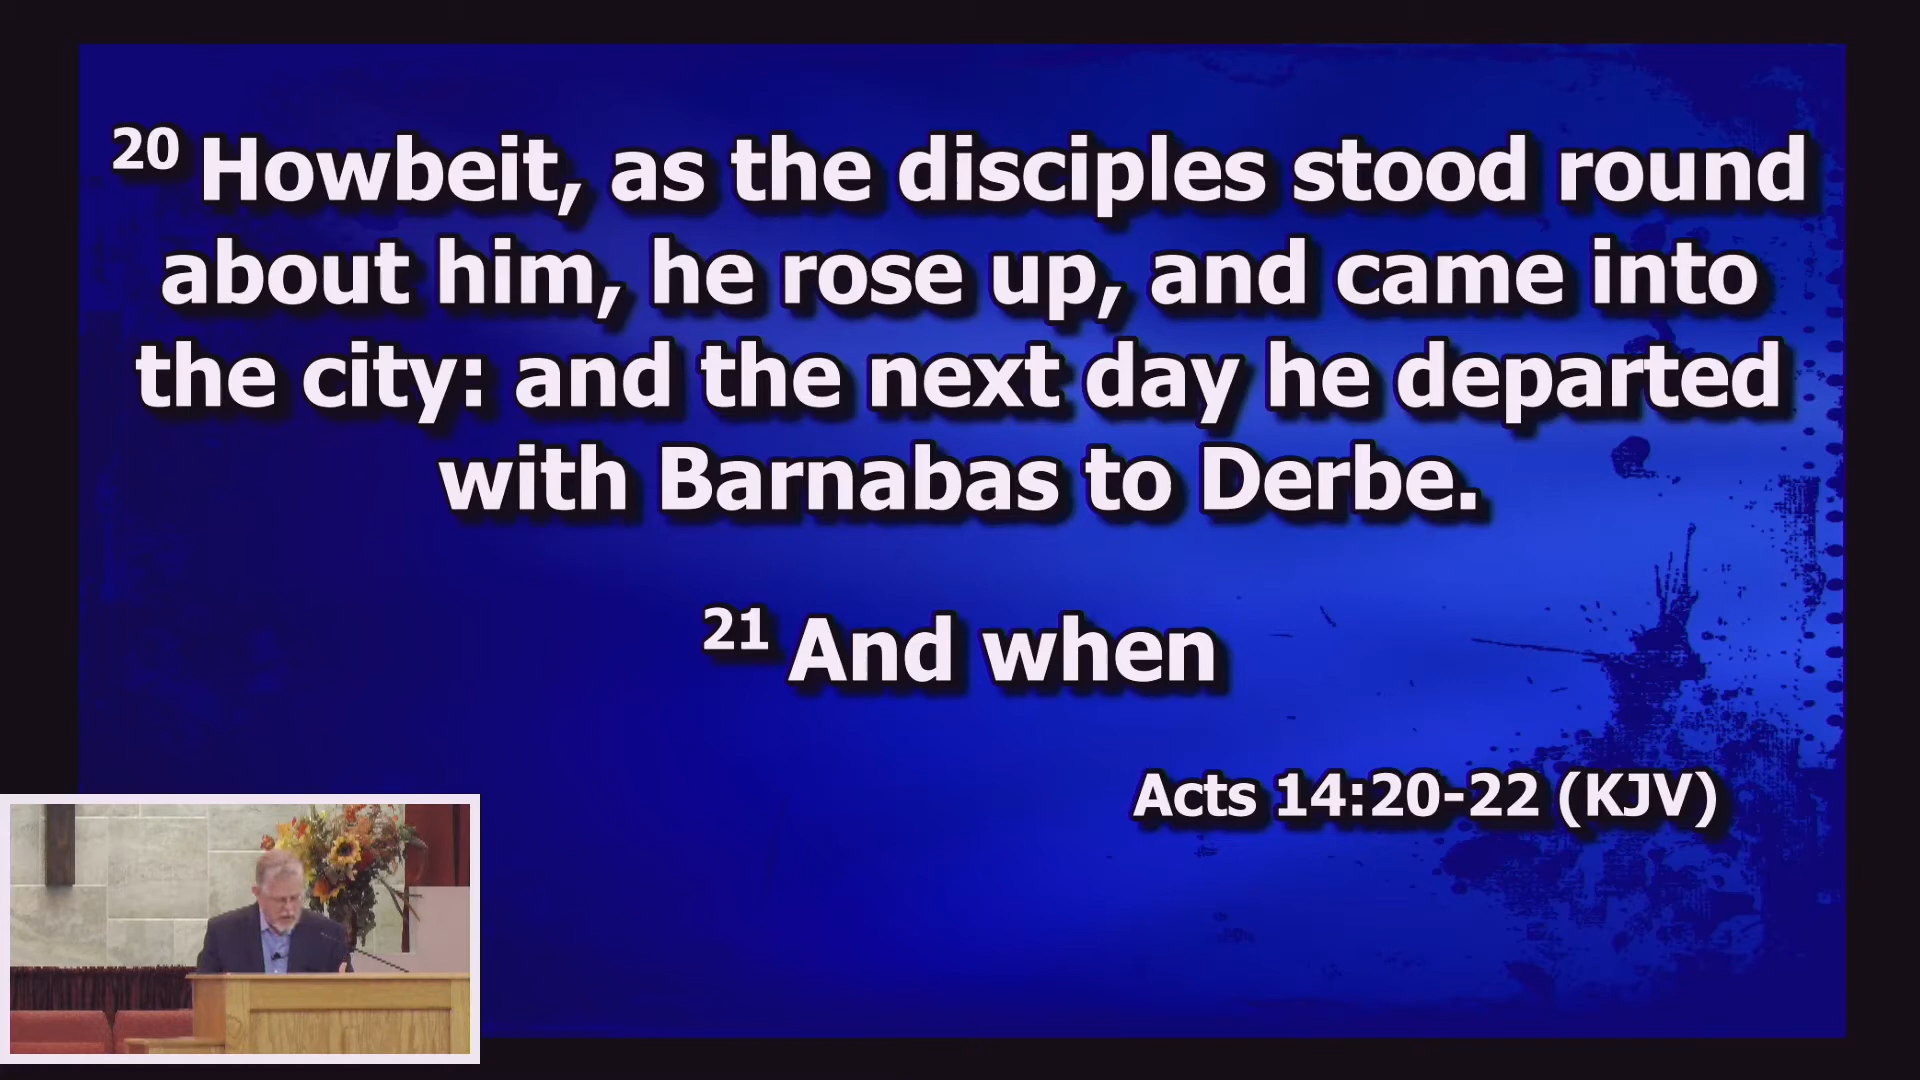 20 Howbeit, as the disciples stood round
about him, he rose up, and came into
the city: and the next day he departed
with Barnabas to Derbe.
21 And when
Acts 14:20-22 (KJV)